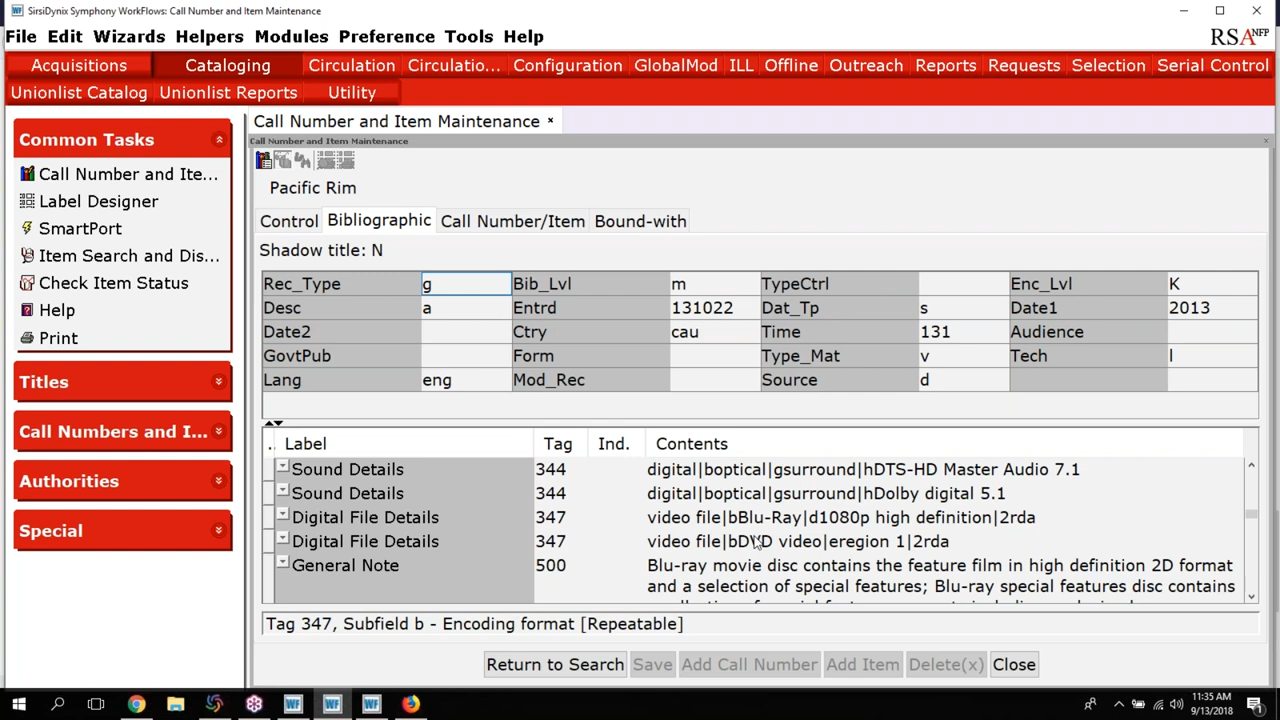 SirsiDynix Symphony WorkFlows: Call Number and Item Maintenance
File Edit Wizards Helpers Modules Preference Tools Help
RSA NFP
Acquisitions Cataloging Circulation Circulatio... Configuration GlobalMod ILL Offline Outreach Reports Requests Selection Serial Control
Unionlist Catalog Unionlist Reports Utility
Common Tasks
Call Number and Ite...
Label Designer
SmartPort
Item Search and Dis...
Check Item Status
Help
Print
Titles
Call Numbers and I...
Authorities
Special
Call Number and Item Maintenance ×
Call Number and Item Maintenance
Pacific Rim
Control Bibliographic Call Number/Item Bound-with
Shadow title: N
Rec_Type g Bib_Lvl m TypeCtrl Enc_Lvl K
Desc a Entrd 131022 Dat_Tp s Date1 2013
Date2 Ctry cau Time 131 Audience
GovtPub Form Type_Mat v Tech l
Lang eng Mod_Rec Source d
.. Label Tag Ind. Contents
Sound Details 344 digital|boptical|gsurround|hDTS-HD Master Audio 7.1
Sound Details 344 digital|boptical|gsurround|hDolby digital 5.1
Digital File Details 347 video file|bBlu-Ray|d1080p high definition|2rda
Digital File Details 347 video file|bDVD video|eregion 1|2rda
General Note 500 Blu-ray movie disc contains the feature film in high definition 2D format
and a selection of special features; Blu-ray special features disc contains
Tag 347, Subfield b - Encoding format [Repeatable]
Return to Search Save Add Call Number Add Item Delete(x) Close
11:35 AM
9/13/2018